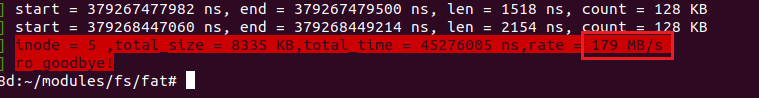 ] start = 379267477982 ns, end = 379267479500 ns, len = 1518 ns, count = 128 KB
] start = 379268447060 ns, end = 379268449214 ns, len = 2154 ns, count = 128 KB
] inode = 5 ,total_size = 8335 KB,total_time = 45276005 ns,rate = 179 MB/s
] ro_goodbye!
8d:~/modules/fs/fat#